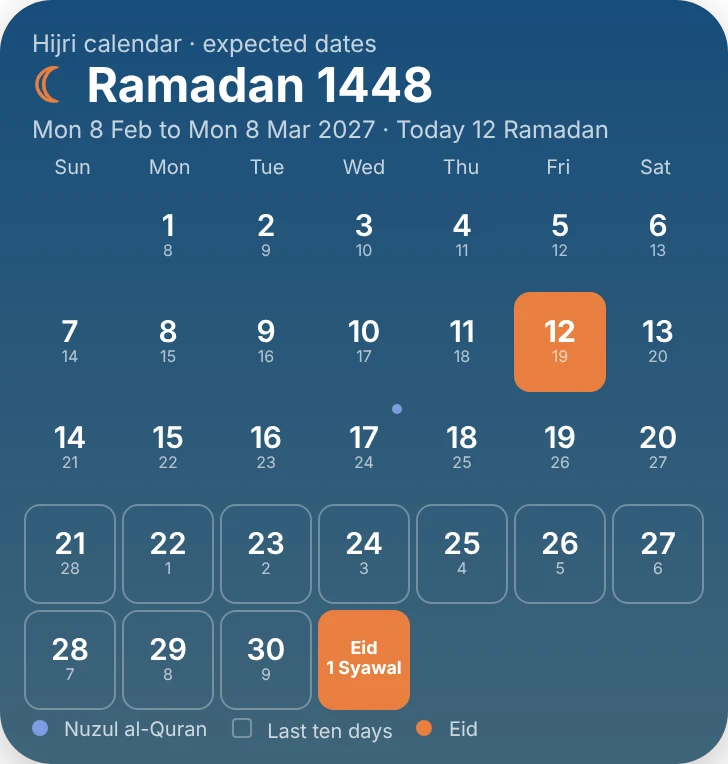 Hijri calendar · expected dates
☾ Ramadan 1448
Mon 8 Feb to Mon 8 Mar 2027 · Today 12 Ramadan
Sun Mon Tue Wed Thu Fri Sat
1 2 3 4 5 6
8 9 10 11 12 13
7 8 9 10 11 12 13
14 15 16 17 18 19 20
14 15 16 17 18 19 20
21 22 23 24 25 26 27
21 22 23 24 25 26 27
28 1 2 3 4 5 6
28 29 30 Eid
1 Syawal
7 8 9
Nuzul al-Quran Last ten days Eid